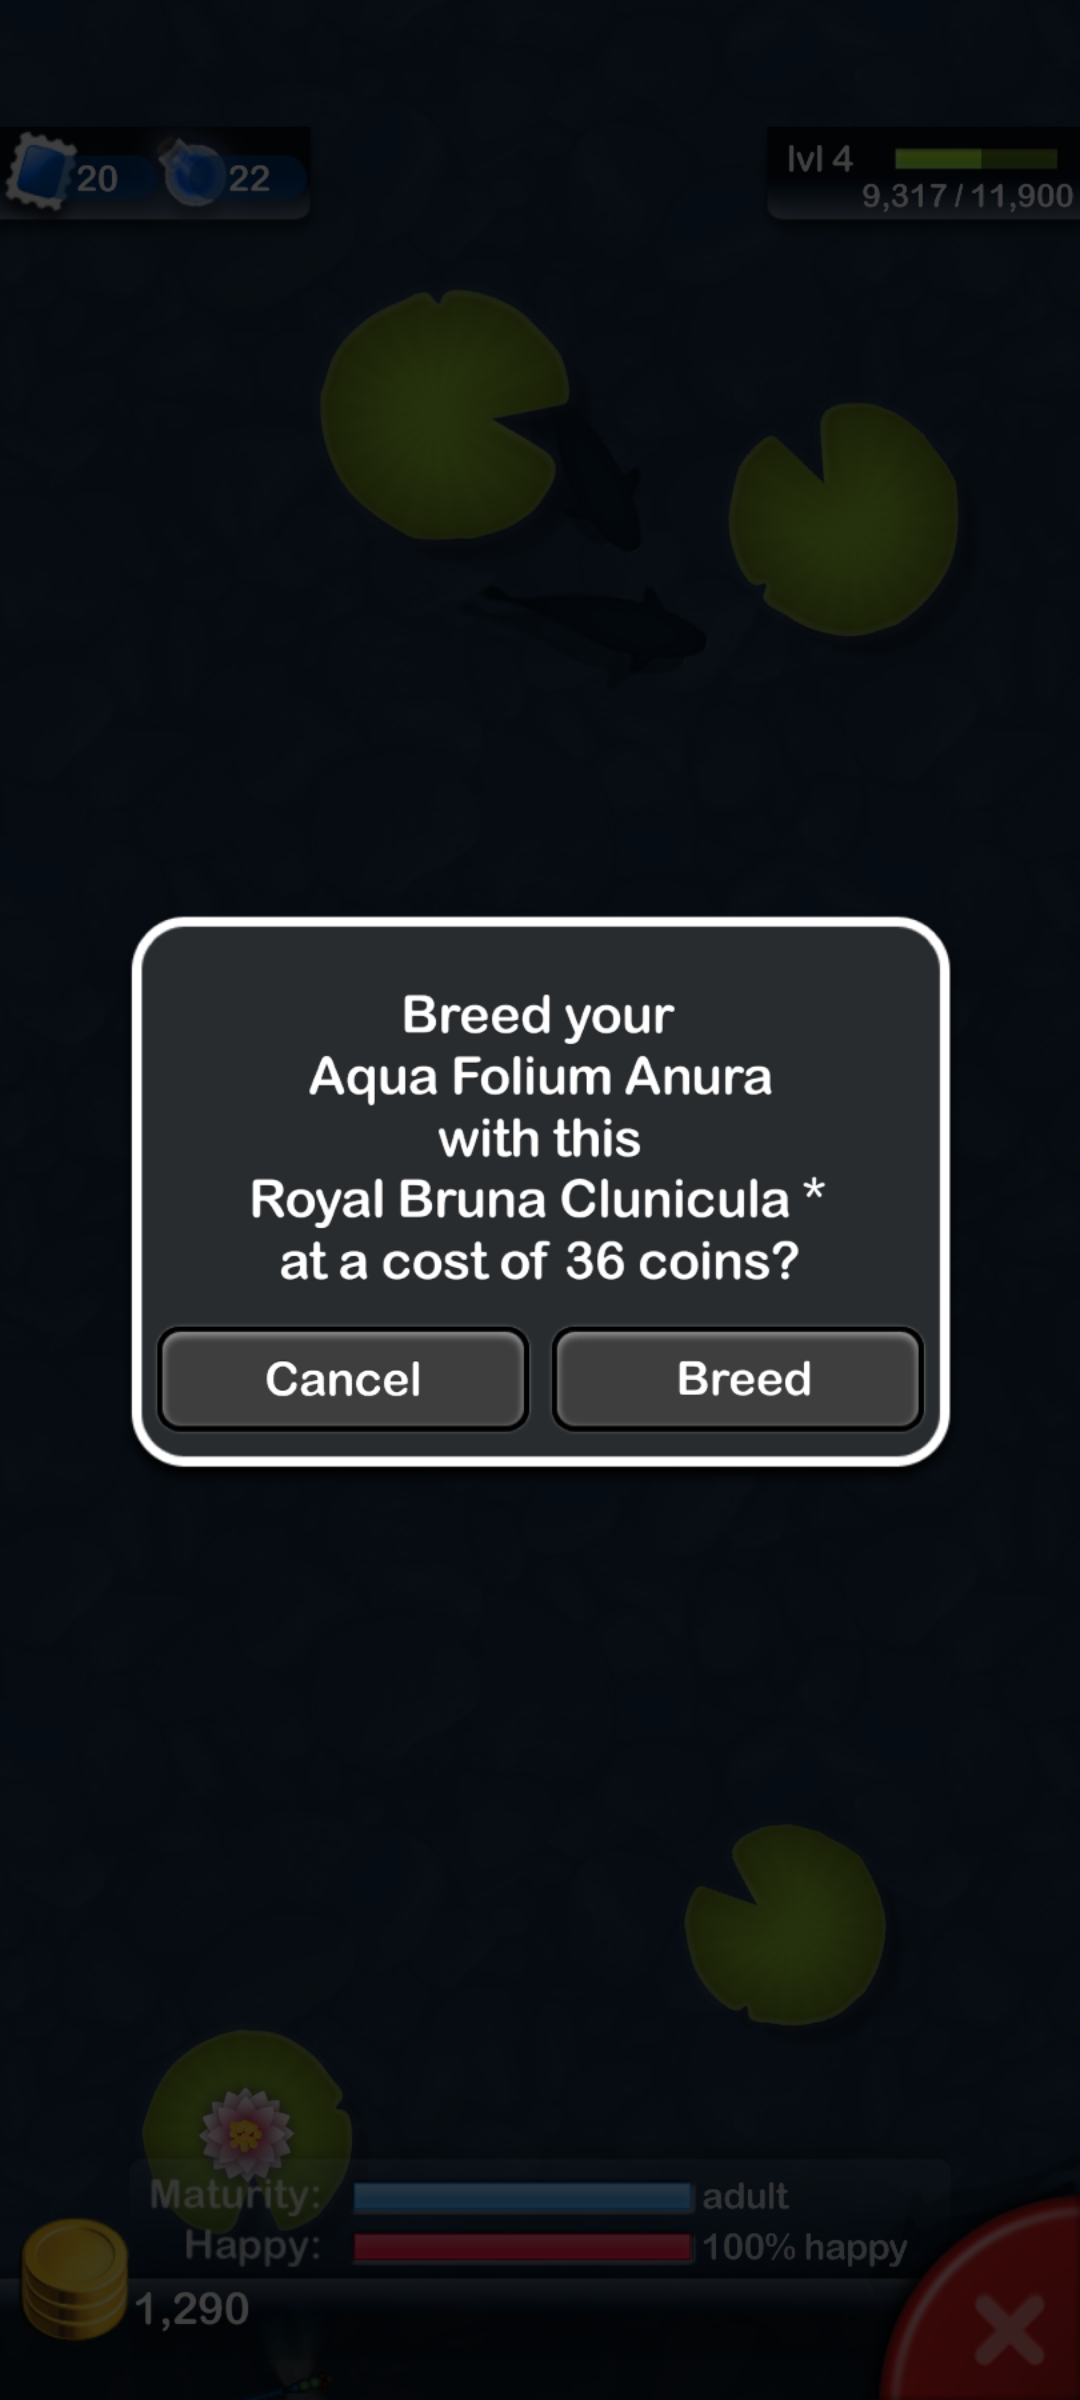 20
22
lvl 4
9,317 / 11,900
Breed your
Aqua Folium Anura
with this
Royal Bruna Clunicula *
at a cost of 36 coins?
Cancel
Breed
Maturity:
adult
Happy:
100% happy
1,290